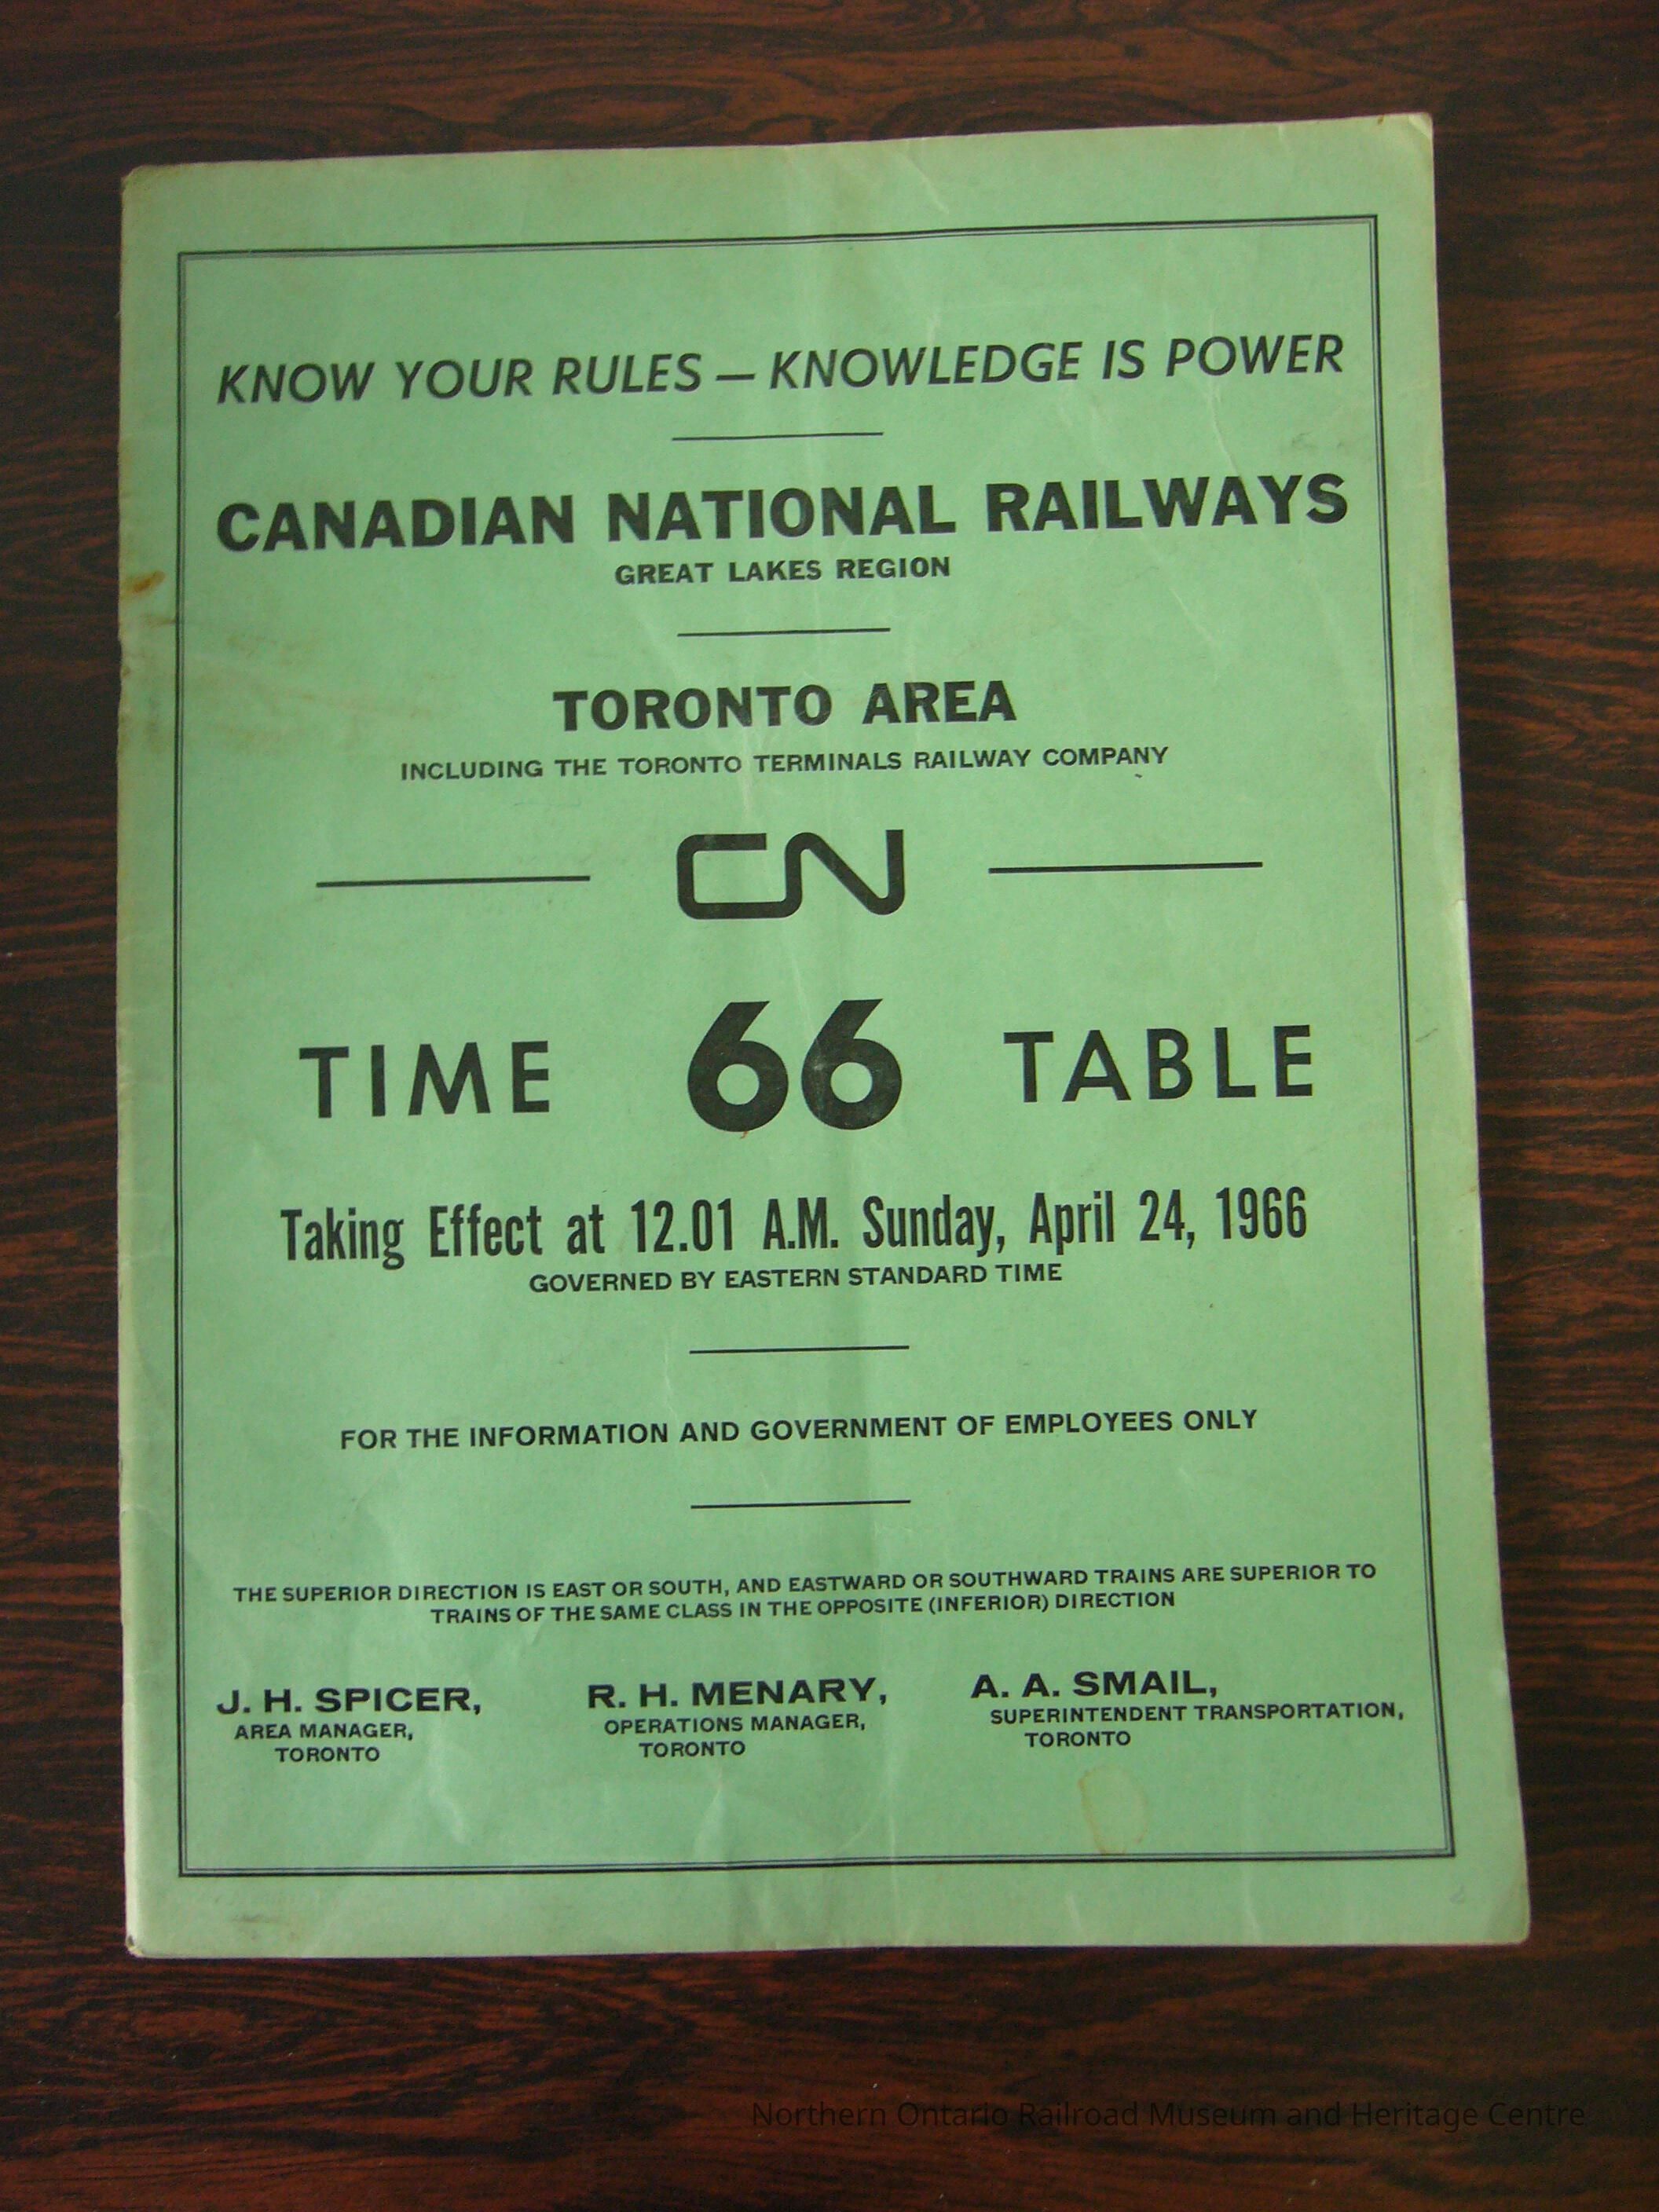 KNOW YOUR RULES — KNOWLEDGE IS POWER
CANADIAN NATIONAL RAILWAYS
GREAT LAKES REGION
TORONTO AREA
INCLUDING THE TORONTO TERMINALS RAILWAY COMPANY
CN
TIME 66 TABLE
Taking Effect at 12.01 A.M. Sunday, April 24, 1966
GOVERNED BY EASTERN STANDARD TIME
FOR THE INFORMATION AND GOVERNMENT OF EMPLOYEES ONLY
THE SUPERIOR DIRECTION IS EAST OR SOUTH, AND EASTWARD OR SOUTHWARD TRAINS ARE SUPERIOR TO
TRAINS OF THE SAME CLASS IN THE OPPOSITE (INFERIOR) DIRECTION
J. H. SPICER,
AREA MANAGER,
TORONTO
R. H. MENARY,
OPERATIONS MANAGER,
TORONTO
A. A. SMAIL,
SUPERINTENDENT TRANSPORTATION,
TORONTO
Northern Ontario Railroad Museum and Heritage Centre